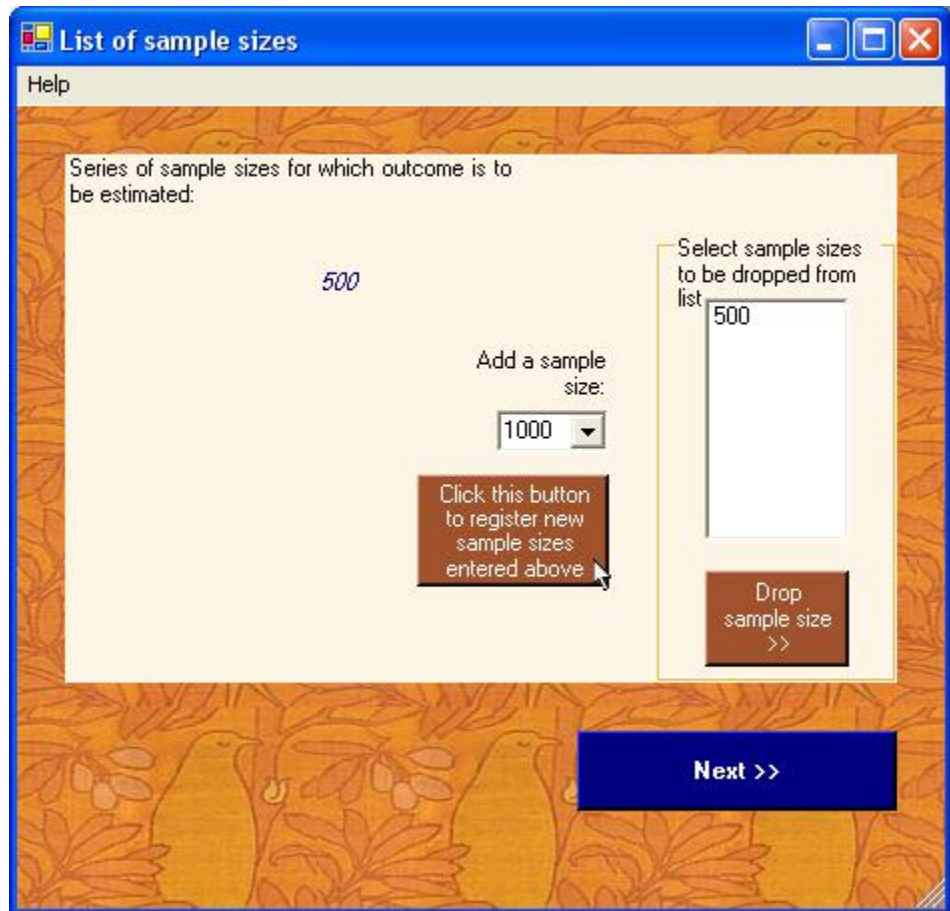 List of sample sizes
Help
Series of sample sizes for which outcome is to
be estimated:
500
Add a sample
size:
1000
Click this button
to register new
sample sizes
entered above
Select sample sizes
to be dropped from
list
500
Drop
sample size
>>
Next >>